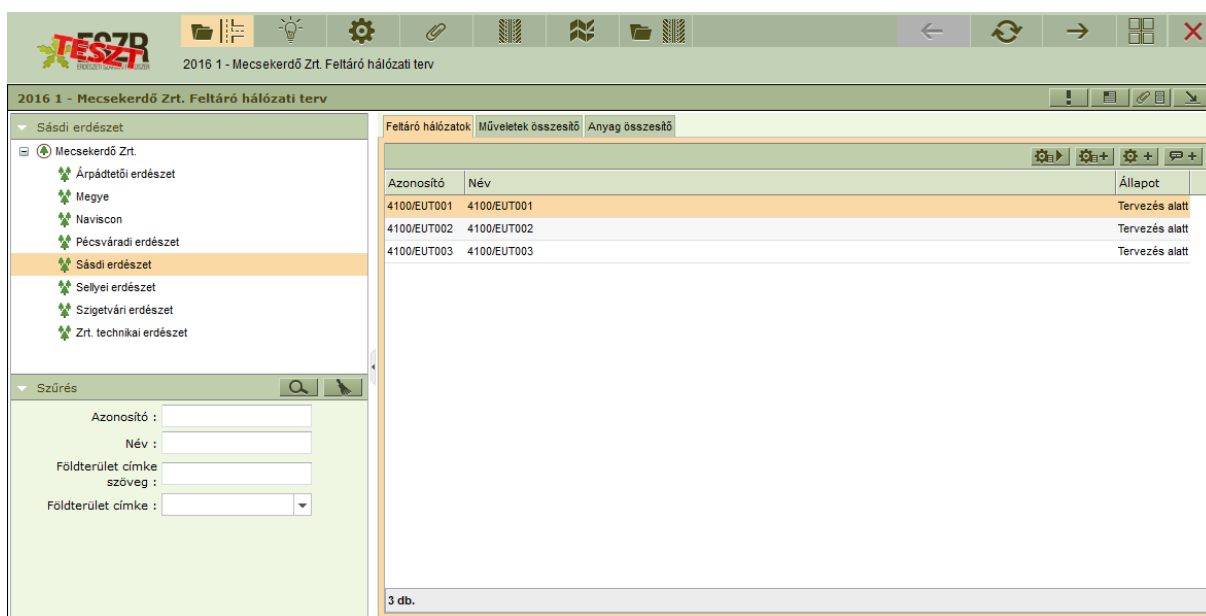 TESZT
2016 1 - Mecsekerdő Zrt. Feltáró hálózati terv
2016 1 - Mecsekerdő Zrt. Feltáró hálózati terv
Sásdi erdészet
Mecsekerdő Zrt.
Árpádtetői erdészet
Megye
Naviscon
Pécsváradi erdészet
Sásdi erdészet
Sellyei erdészet
Szigetvári erdészet
Zrt. technikai erdészet
Szűrés
Azonosító :
Név :
Földterület címke
szöveg :
Földterület címke :
Feltáró hálózatok Műveletek összesítő Anyag összesítő
Azonosító Név Állapot
4100/EUT001 4100/EUT001 Tervezés alatt
4100/EUT002 4100/EUT002 Tervezés alatt
4100/EUT003 4100/EUT003 Tervezés alatt
3 db.